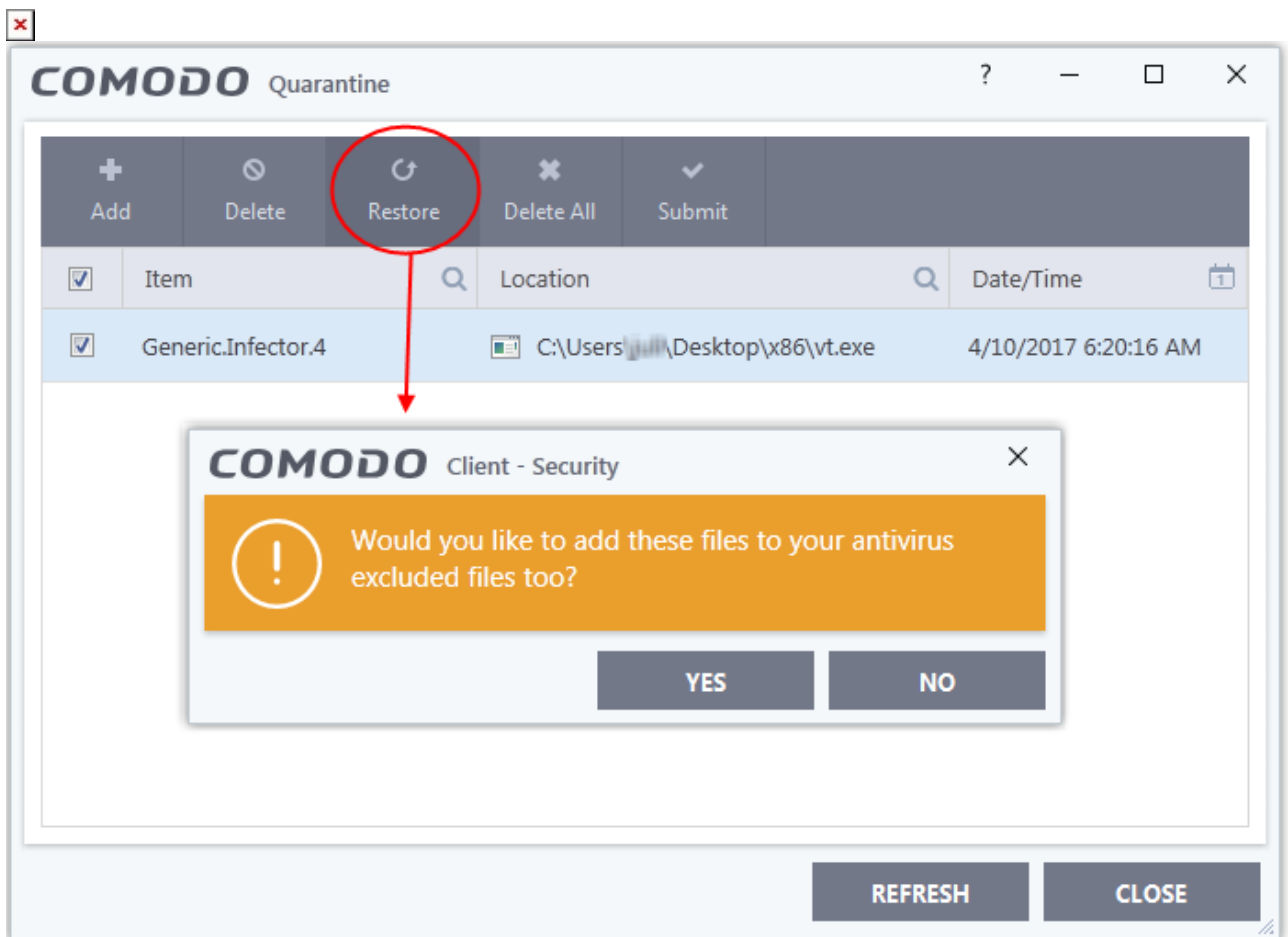 COMODO Quarantine
Add Delete Restore Delete All Submit
Item Location Date/Time
Generic.Infector.4 C:\Users\ \Desktop\x86\vt.exe 4/10/2017 6:20:16 AM
COMODO Client - Security
Would you like to add these files to your antivirus
excluded files too?
YES NO
REFRESH CLOSE